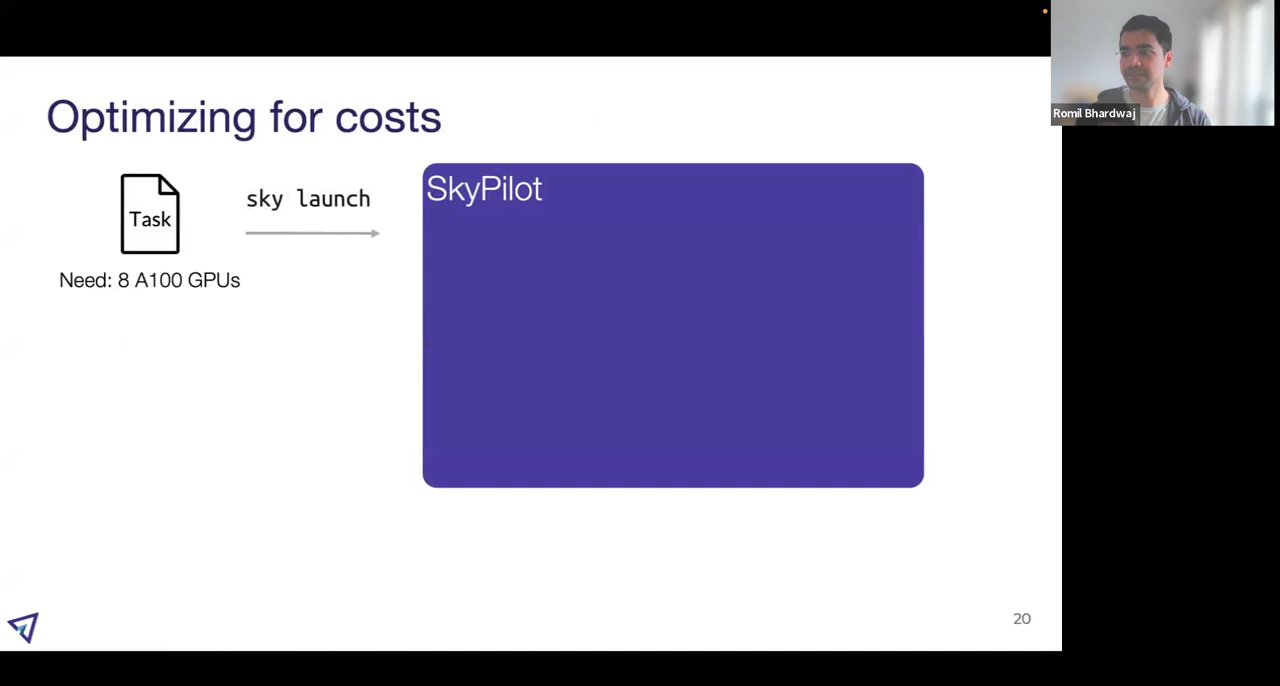 Optimizing for costs
Task
sky launch
Need: 8 A100 GPUs
SkyPilot
20
Romil Bhardwaj